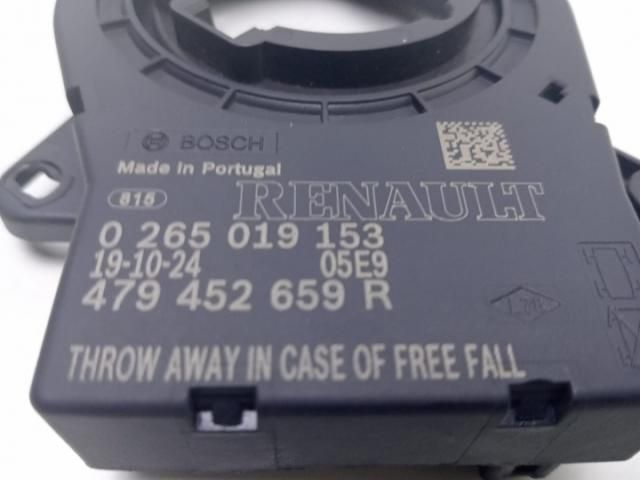 BOSCH
Made in Portugal
815
RENAULT
0 265 019 153
19-10-24 05E9
479 452 659 R
THROW AWAY IN CASE OF FREE FALL